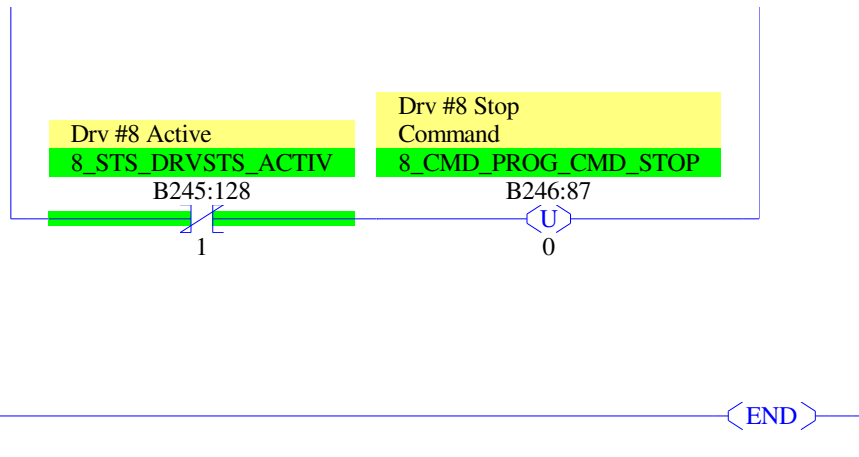 Drv #8 Stop
Drv #8 Active
Command
8_STS_DRVSTS_ACTIV
8_CMD_PROG_CMD_STOP
B245:128
B246:87
U
1
0
END